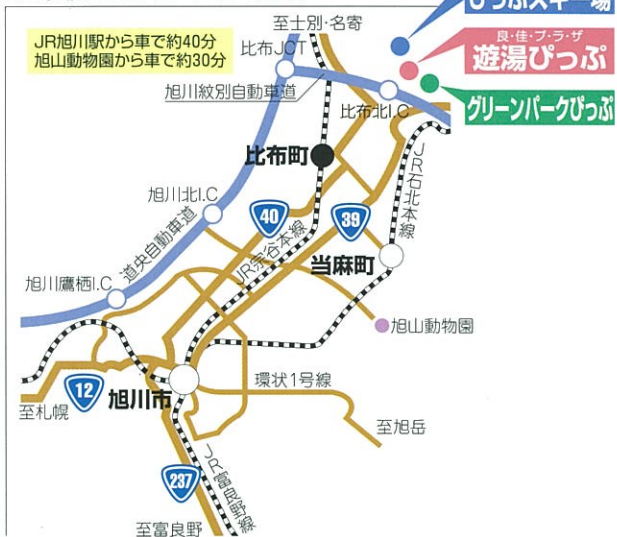 ぴっぷスキー場
至士別・名寄
JR旭川駅から車で約40分
旭山動物園から車で約30分
比布JCT
良・佳・プ・ラ・ザ
遊湯ぴっぷ
旭川紋別自動車道
比布北I.C
グリーンパークぴっぷ
比布町
JR石北本線
旭川北I.C
40
39
道央自動車道
JR宗谷本線
当麻町
旭川鷹栖I.C
旭山動物園
12
旭川市
環状1号線
至札幌
至旭岳
237
JR富良野線
至富良野